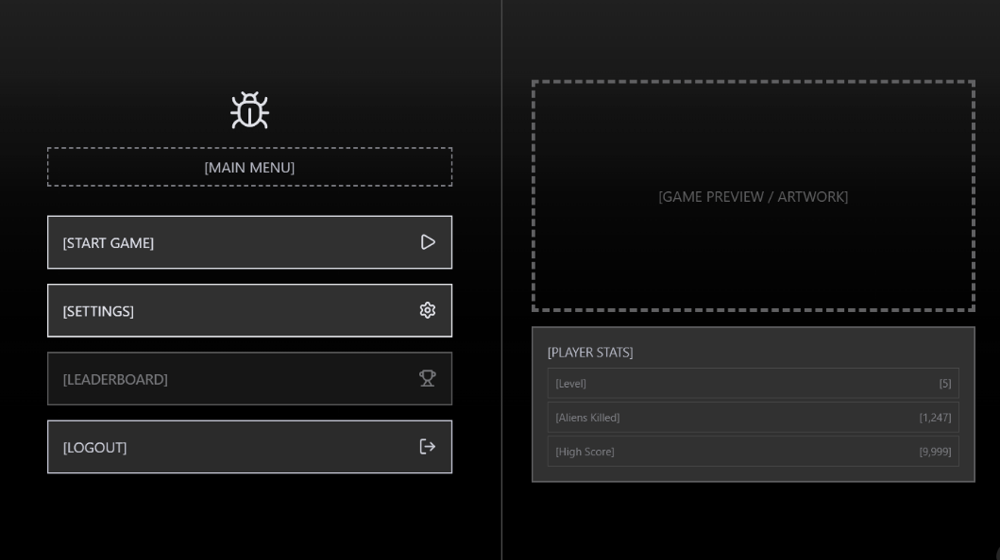 [MAIN MENU]
[START GAME]
[SETTINGS]
[LEADERBOARD]
[LOGOUT]
[GAME PREVIEW / ARTWORK]
[PLAYER STATS]
[Level] [5]
[Aliens Killed] [1,247]
[High Score] [9,999]